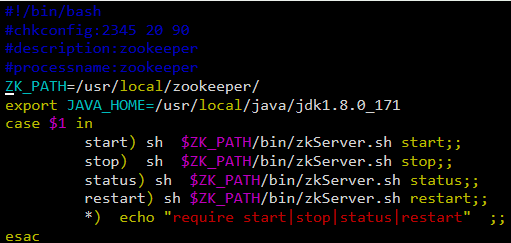 #!/bin/bash
#chkconfig:2345 20 90
#description:zookeeper
#processname:zookeeper
ZK_PATH=/usr/local/zookeeper/
export JAVA_HOME=/usr/local/java/jdk1.8.0_171
case $1 in
         start) sh  $ZK_PATH/bin/zkServer.sh start;;
         stop)  sh  $ZK_PATH/bin/zkServer.sh stop;;
         status) sh  $ZK_PATH/bin/zkServer.sh status;;
         restart) sh $ZK_PATH/bin/zkServer.sh restart;;
         *)  echo "require start|stop|status|restart"  ;;
esac